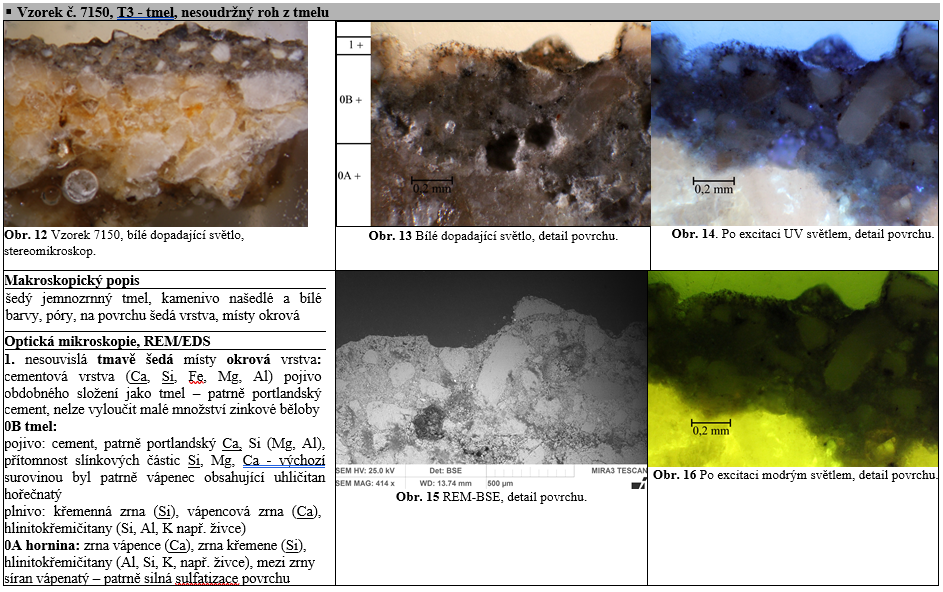 ▪ Vzorek č. 7150, T3 - tmel, nesoudržný roh z tmelu
1 +
0B +
0A +
0,2 mm
0,2 mm
Obr. 12 Vzorek 7150, bílé dopadající světlo,
stereomikroskop.
Obr. 13 Bílé dopadající světlo, detail povrchu.
Obr. 14. Po excitaci UV světlem, detail povrchu.
Makroskopický popis
šedý jemnozrnný tmel, kamenivo našedlé a bílé
barvy, póry, na povrchu šedá vrstva, místy okrová
Optická mikroskopie, REM/EDS
1. nesouvislá tmavě šedá místy okrová vrstva:
cementová vrstva (Ca, Si, Fe, Mg, Al) pojivo
obdobného složení jako tmel – patrně portlandský
cement, nelze vyloučit malé množství zinkové běloby
0B tmel:
pojivo: cement, patrně portlandský Ca, Si (Mg, Al),
přítomnost slínkových částic Si, Mg, Ca - výchozí
surovinou byl patrně vápenec obsahující uhličitan
hořečnatý
plnivo: křemenná zrna (Si), vápencová zrna (Ca),
hlinitokřemičitany (Si, Al, K např. živce)
0A hornina: zrna vápence (Ca), zrna křemene (Si),
hlinitokřemičitany (Al, Si, K, např. živce), mezi zrny
síran vápenatý – patrně silná sulfatizace povrchu
SEM HV: 25.0 kV Det: BSE MIRA3 TESCAN
SEM MAG: 414 x WD: 13.74 mm 500 µm
Obr. 15 REM-BSE, detail povrchu.
0,2 mm
Obr. 16 Po excitaci modrým světlem, detail povrchu.